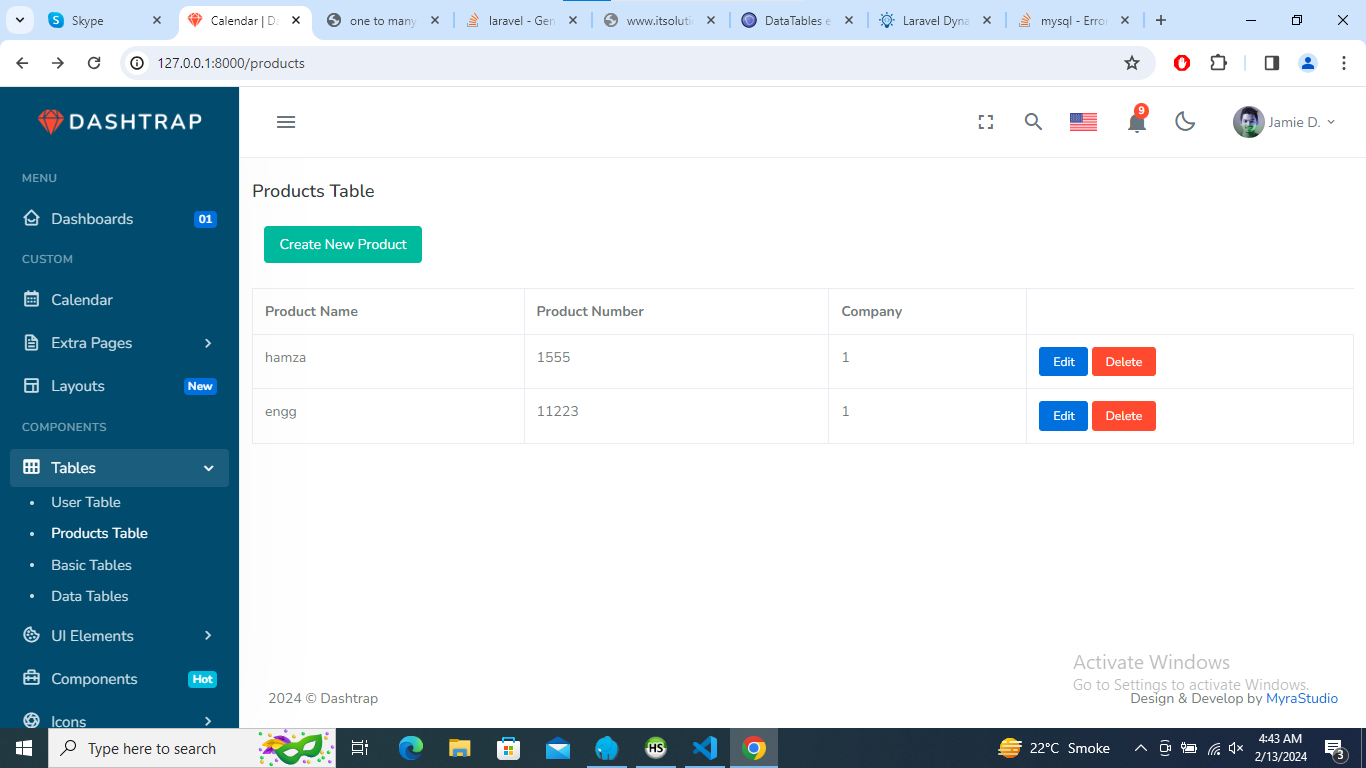 Skype
Calendar | Da
one to many
laravel - Gen
www.itsoluti
DataTables e
Laravel Dyna
mysql - Erro
127.0.0.1:8000/products
DASHTRAP
9
Jamie D.
MENU
Dashboards 01
CUSTOM
Calendar
Extra Pages
Layouts New
COMPONENTS
Tables
User Table
Products Table
Basic Tables
Data Tables
UI Elements
Components Hot
Icons
Products Table
Create New Product
Product Name Product Number Company
hamza 1555 1 Edit Delete
engg 11223 1 Edit Delete
Activate Windows
Go to Settings to activate Windows.
2024 © Dashtrap
Design & Develop by MyraStudio
Type here to search
HS
22°C Smoke
4:43 AM
2/13/2024
3